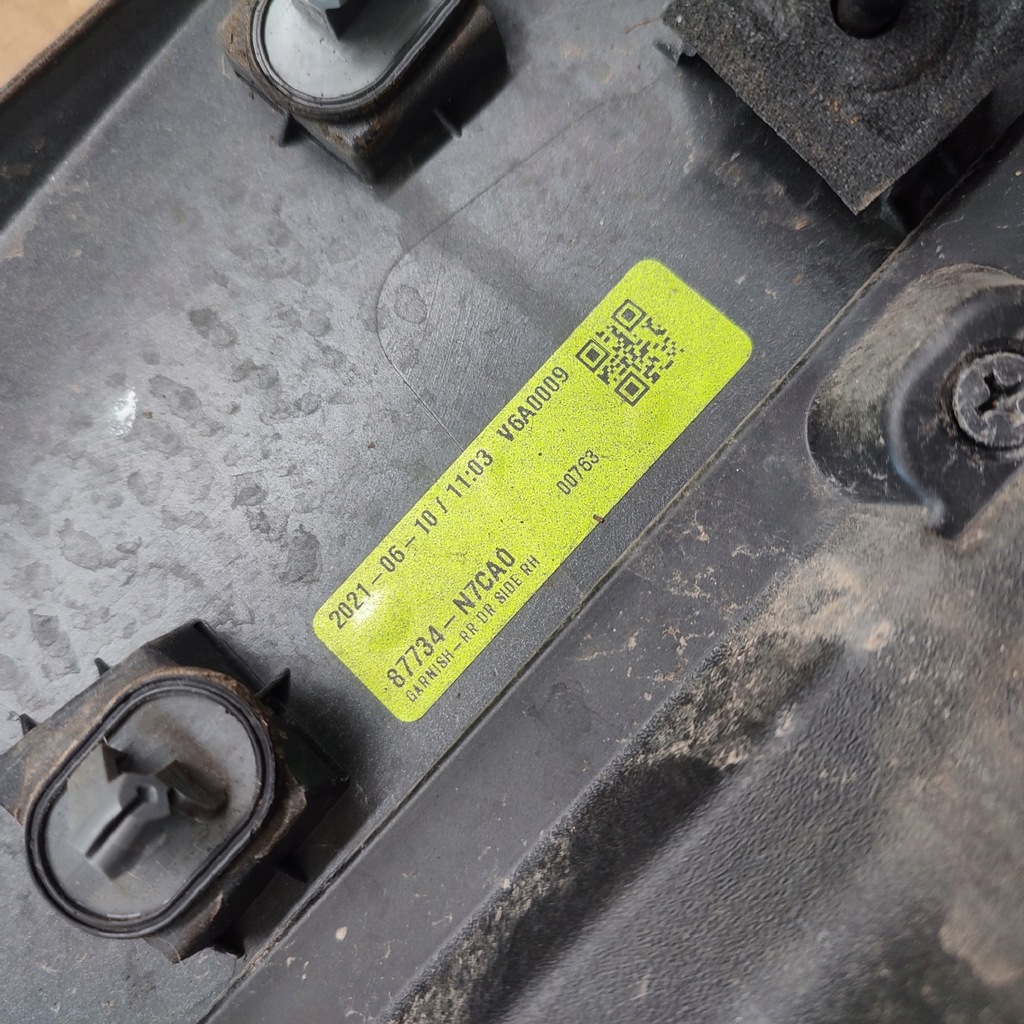 2021-06-10 / 11:03 V6A0009
00763
87734-N7CA0
GARNISH-RR DR SIDE RH